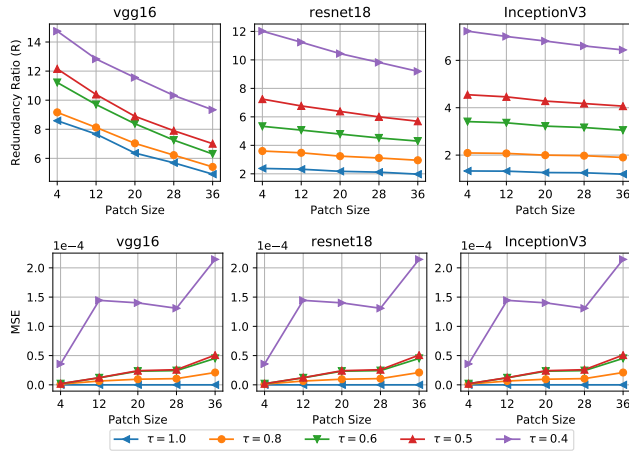 vgg16 resnet18 InceptionV3
Redundancy Ratio (R)
14
12
10
8
6
4 12 20 28 36
Patch Size
12
10
8
6
4
2
4 12 20 28 36
Patch Size
6
4
2
4 12 20 28 36
Patch Size
vgg16 resnet18 InceptionV3
1e−4 1e−4 1e−4
MSE
2.0
1.5
1.0
0.5
0.0
4 12 20 28 36
Patch Size
2.0
1.5
1.0
0.5
0.0
4 12 20 28 36
Patch Size
2.0
1.5
1.0
0.5
0.0
4 12 20 28 36
Patch Size
τ = 1.0 τ = 0.8 τ = 0.6 τ = 0.5 τ = 0.4